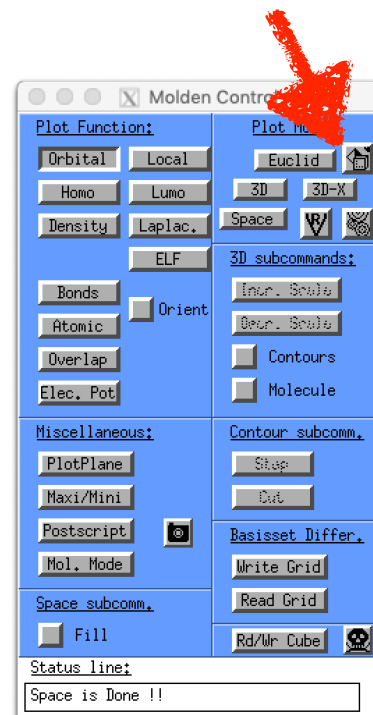 Molden Contro
Plot Function:
Orbital Local
Homo Lumo
Density Laplac.
ELF
Bonds
Orient
Atomic
Overlap
Elec. Pot
Plot Mo
Euclid
3D 3D-X
Space VR
3D subcommands:
Incr. Scale
Decr. Scale
Contours
Molecule
Miscellaneous:
PlotPlane
Maxi/Mini
Postscript
Mol. Mode
Contour subcomm.
Step
Cut
Basisset Differ.
Write Grid
Read Grid
Space subcomm.
Fill
Rd/Wr Cube
Status line:
Space is Done !!